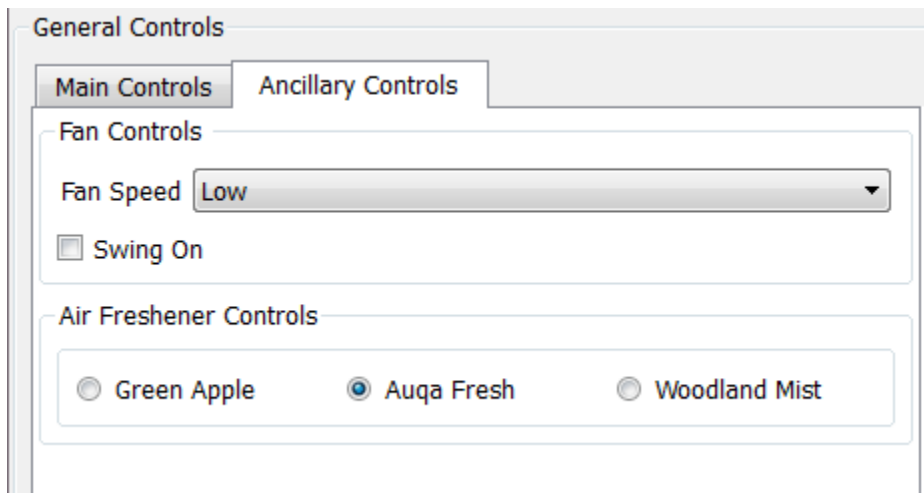 General Controls
Main Controls Ancillary Controls
Fan Controls
Fan Speed Low
Swing On
Air Freshener Controls
Green Apple Auqa Fresh Woodland Mist